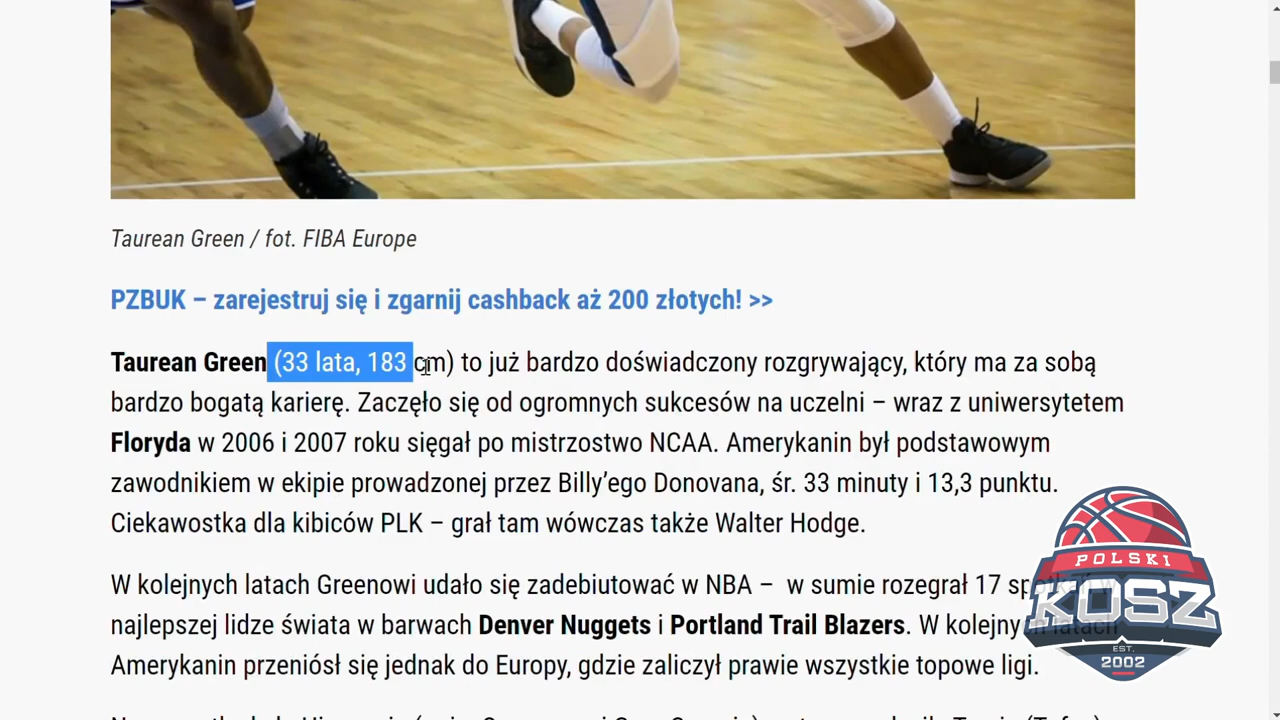 Taurean Green / fot. FIBA Europe
PZBUK – zarejestruj się i zgarnij cashback aż 200 złotych! >>
Taurean Green (33 lata, 183 cm) to już bardzo doświadczony rozgrywający, który ma za sobą
bardzo bogatą karierę. Zaczęło się od ogromnych sukcesów na uczelni – wraz z uniwersytetem
Floryda w 2006 i 2007 roku sięgał po mistrzostwo NCAA. Amerykanin był podstawowym
zawodnikiem w ekipie prowadzonej przez Billy’ego Donovana, śr. 33 minuty i 13,3 punktu.
Ciekawostka dla kibiców PLK – grał tam wówczas także Walter Hodge.
W kolejnych latach Greenowi udało się zadebiutować w NBA – w sumie rozegrał 17 spotkań w
najlepszej lidze świata w barwach Denver Nuggets i Portland Trail Blazers. W kolejnych latach
Amerykanin przeniósł się jednak do Europy, gdzie zaliczył prawie wszystkie topowe ligi.
POLSKI
KOSZ
EST.
2002